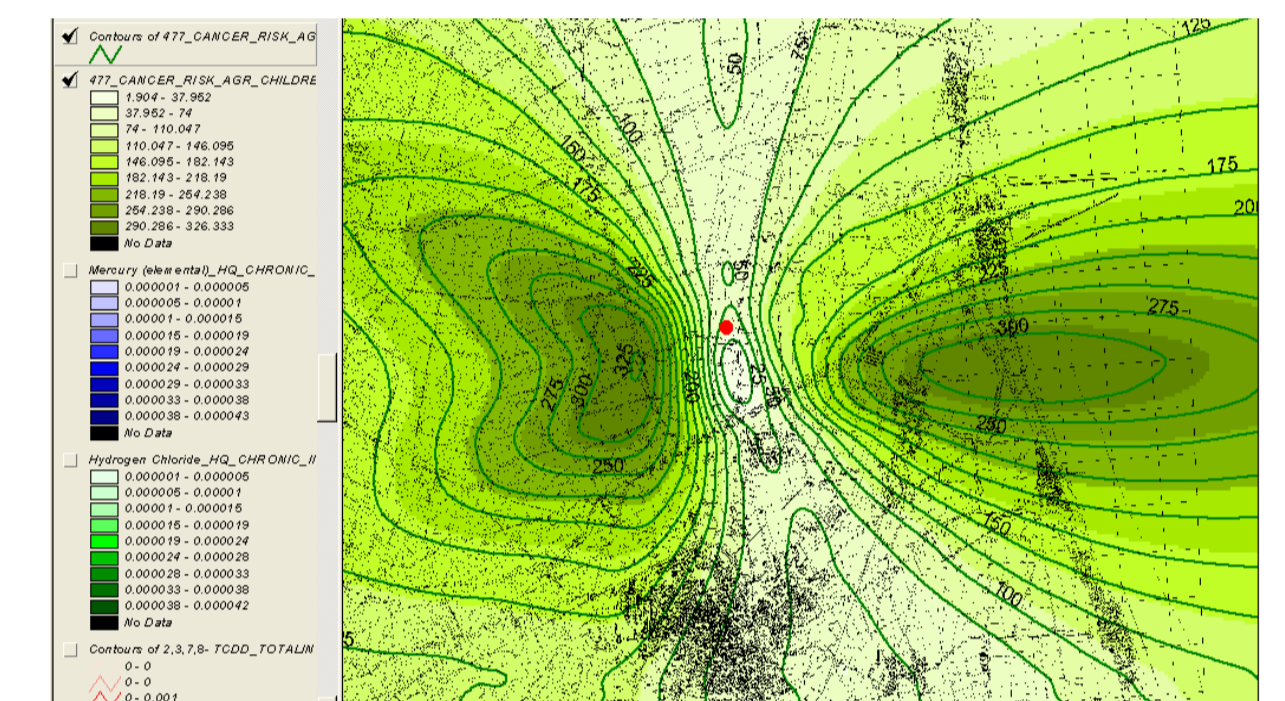 Contours of 477_CANCER_RISK_AG
477_CANCER_RISK_AGR_CHILDRE
1.904 - 37.952
37.952 - 74
74 - 110.047
110.047 - 146.095
146.095 - 182.143
182.143 - 218.19
218.19 - 254.238
254.238 - 290.286
290.286 - 326.333
No Data
Mercury (elemental)_HQ_CHRONIC_
0.000001 - 0.000005
0.000005 - 0.00001
0.00001 - 0.000015
0.000015 - 0.000019
0.000019 - 0.000024
0.000024 - 0.000029
0.000029 - 0.000033
0.000033 - 0.000038
0.000038 - 0.000043
No Data
Hydrogen Chloride_HQ_CHRONIC_I
0.000001 - 0.000005
0.000005 - 0.00001
0.00001 - 0.000015
0.000015 - 0.000019
0.000019 - 0.000024
0.000024 - 0.000028
0.000028 - 0.000033
0.000033 - 0.000038
0.000038 - 0.000042
No Data
Contours of 2,3,7,8- TCDD_TOTALIN
0 - 0
0 - 0
0 - 0.001
50
75
125
100
150
175
175
200
50
225
225
275
300
325
25
50
200
275
300
250
250
150
100